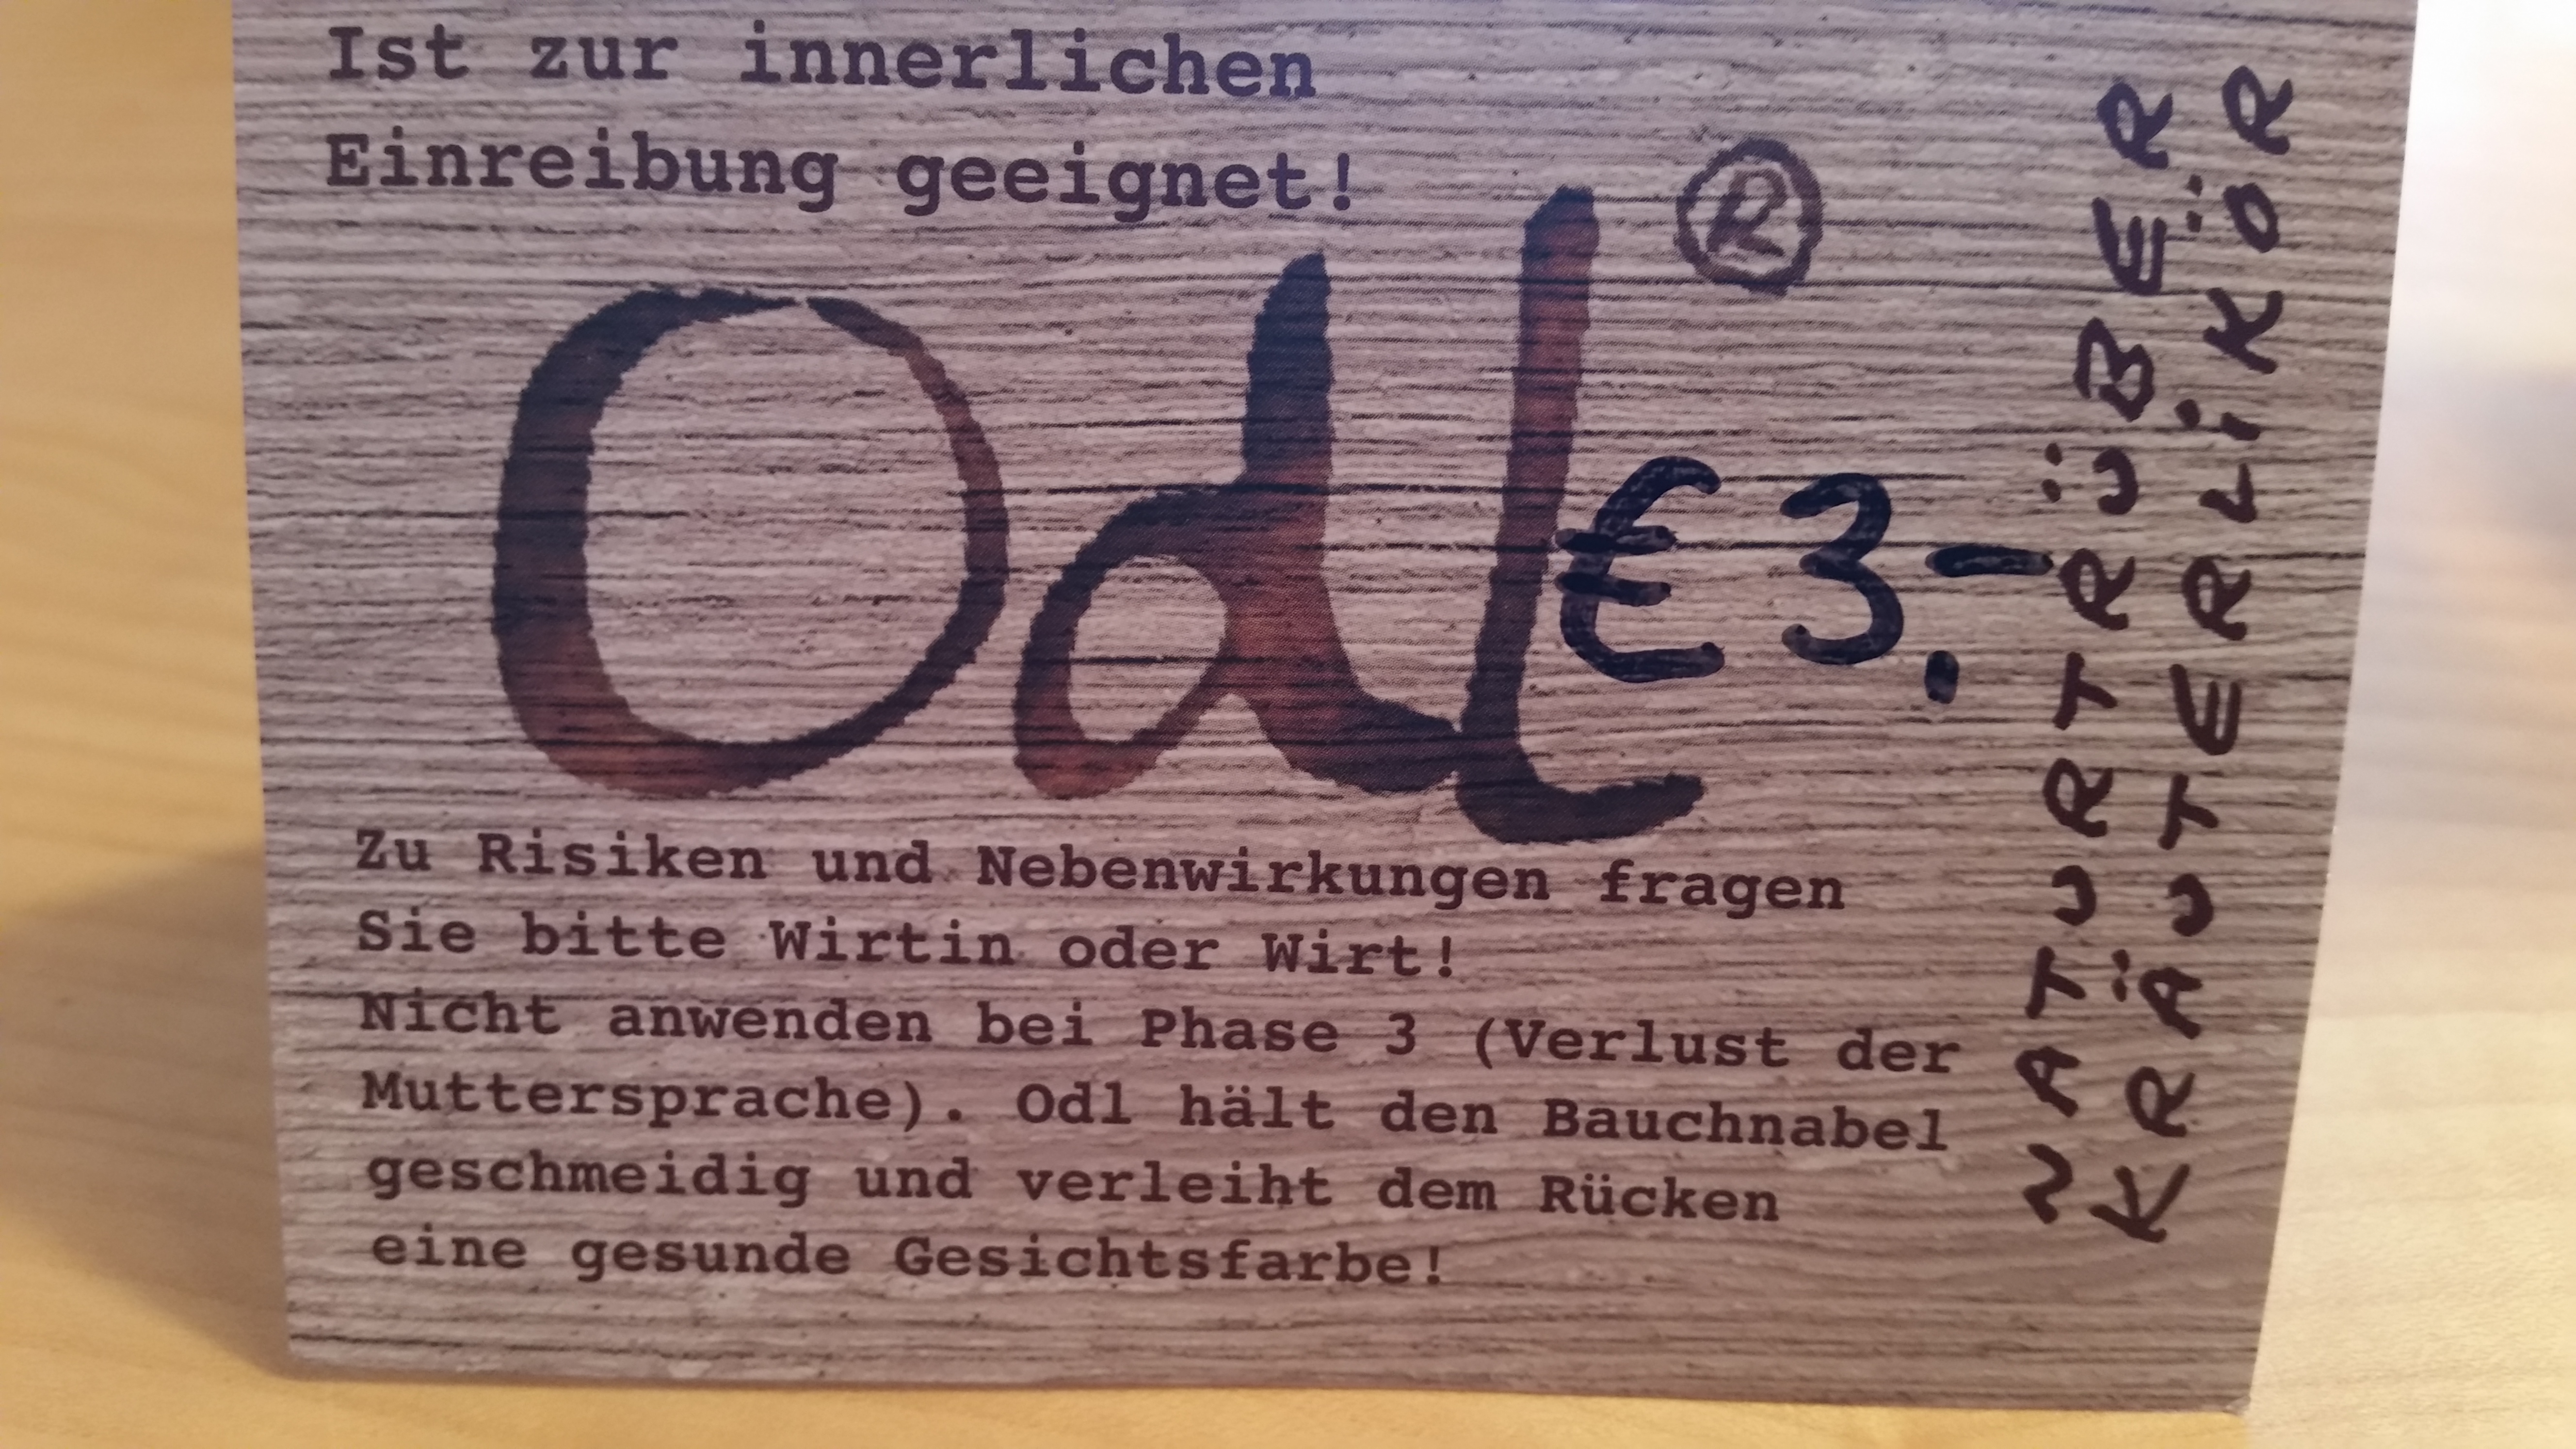 Ist zur innerlichen
Einreibung geeignet!
Odl ®
€ 3.-
Zu Risiken und Nebenwirkungen fragen
Sie bitte Wirtin oder Wirt!
Nicht anwenden bei Phase 3 (Verlust der
Muttersprache). Odl hält den Bauchnabel
geschmeidig und verleiht dem Rücken
eine gesunde Gesichtsfarbe!
NATURTRÜBER
KRÄUTERLiKÖR